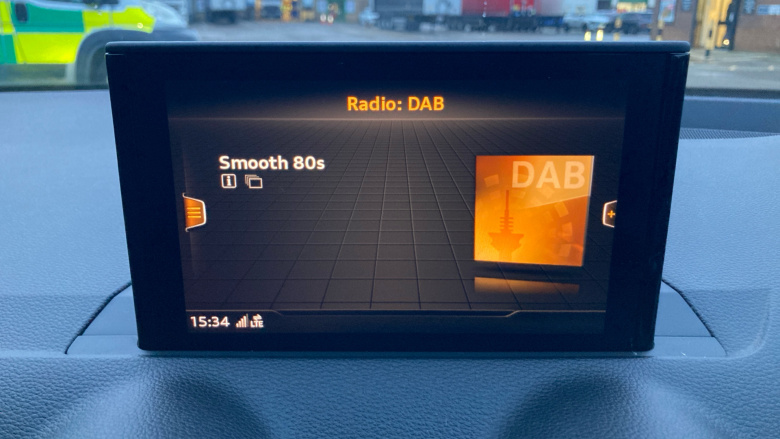 Radio: DAB
Smooth 80s
DAB
15:34 LTE